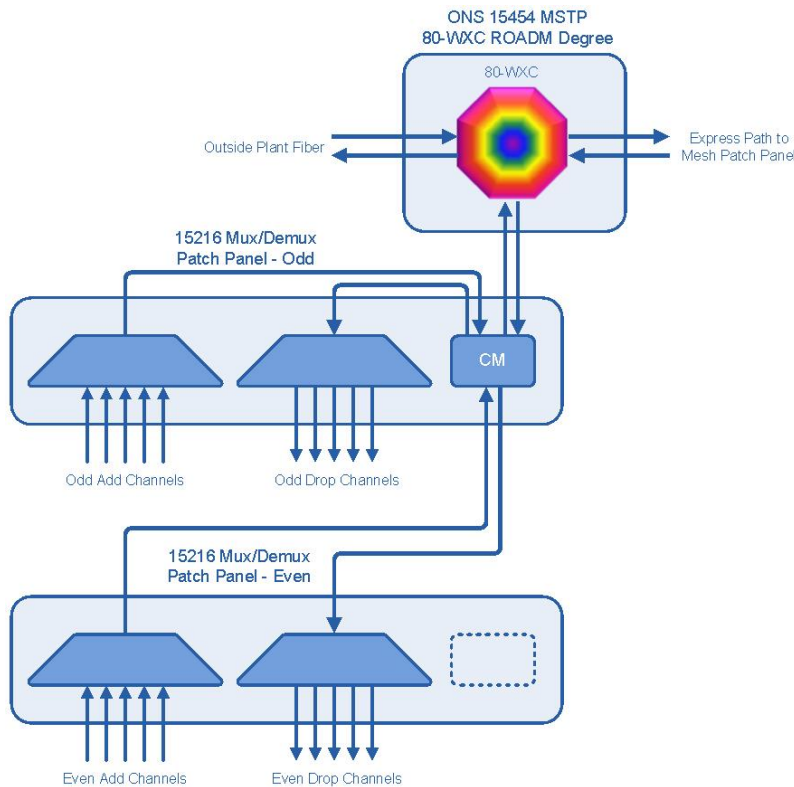 ONS 15454 MSTP
80-WXC ROADM Degree
80-WXC
Outside Plant Fiber
Express Path to
Mesh Patch Panel
15216 Mux/Demux
Patch Panel - Odd
CM
Odd Add Channels
Odd Drop Channels
15216 Mux/Demux
Patch Panel - Even
Even Add Channels
Even Drop Channels